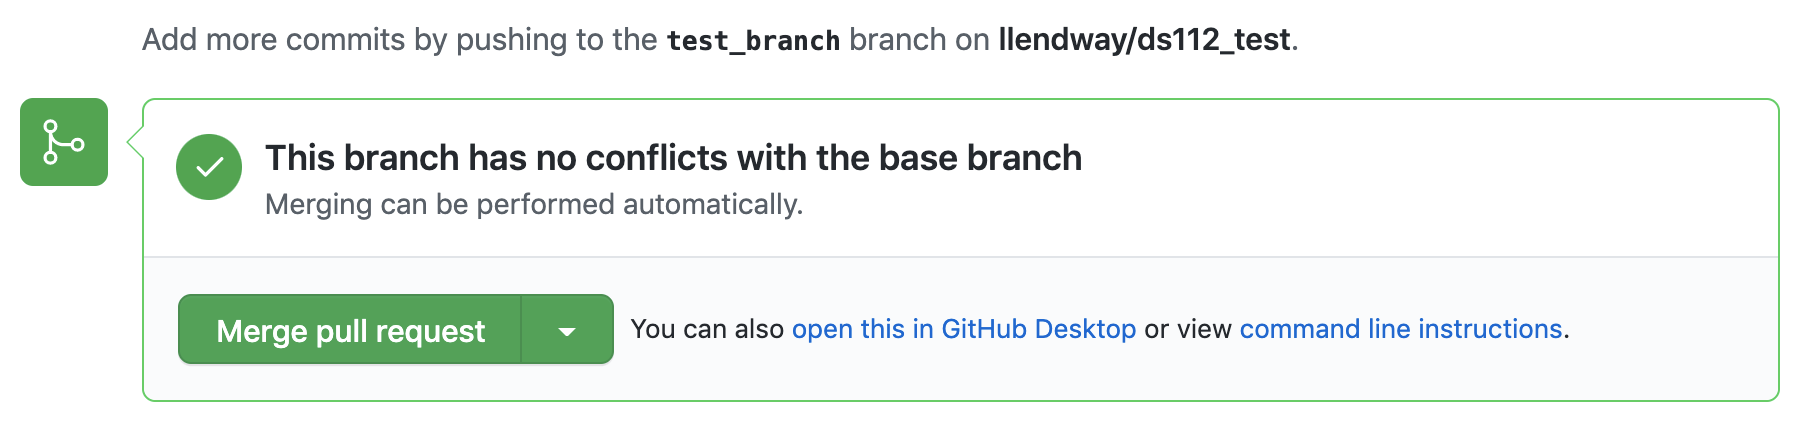 Add more commits by pushing to the test_branch branch on llendway/ds112_test.
This branch has no conflicts with the base branch
Merging can be performed automatically.
Merge pull request You can also open this in GitHub Desktop or view command line instructions.